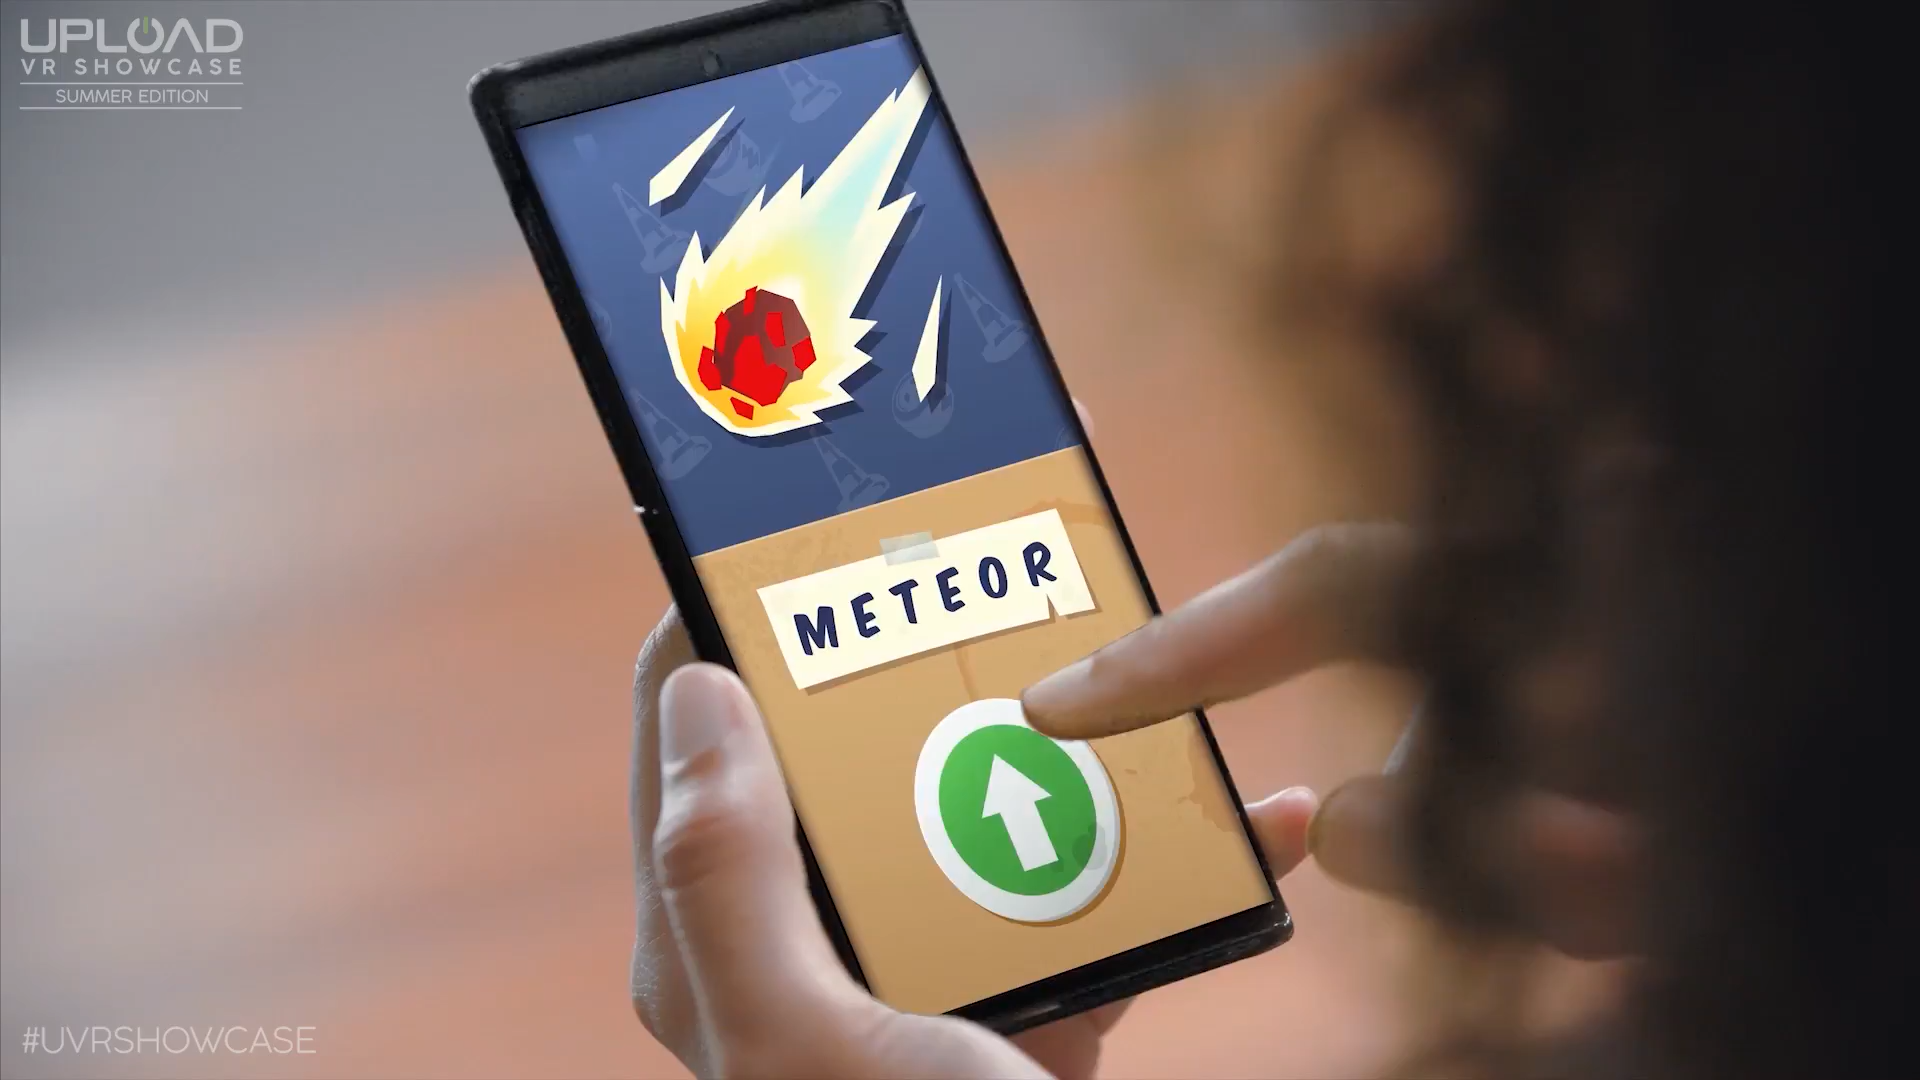 UPLOAD
VR SHOWCASE
SUMMER EDITION
METEOR
#UVRSHOWCASE